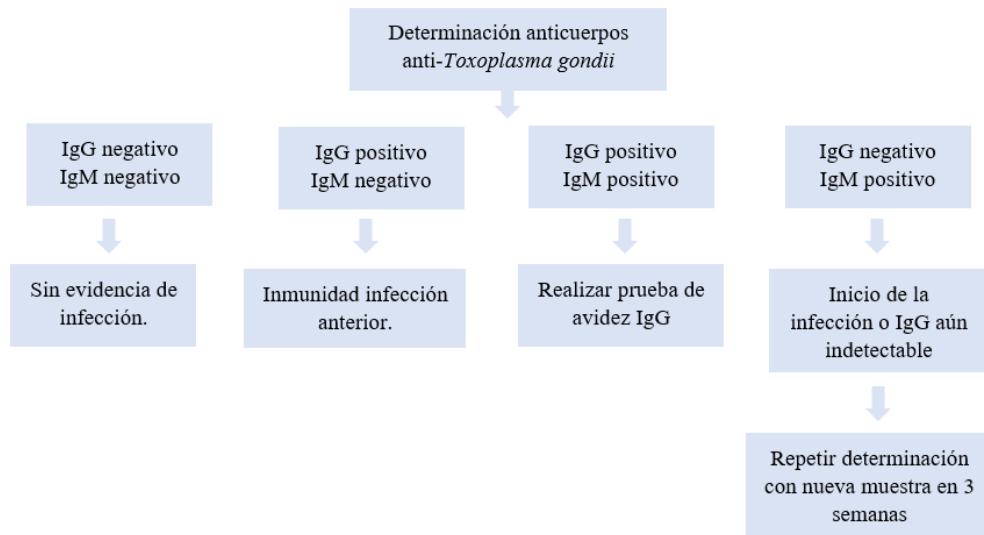 Determinación anticuerpos
anti-Toxoplasma gondii
IgG negativo
IgM negativo
IgG positivo
IgM negativo
IgG positivo
IgM positivo
IgG negativo
IgM positivo
Sin evidencia de
infección.
Inmunidad infección
anterior.
Realizar prueba de
avidez IgG
Inicio de la
infección o IgG aún
indetectable
Repetir determinación
con nueva muestra en 3
semanas